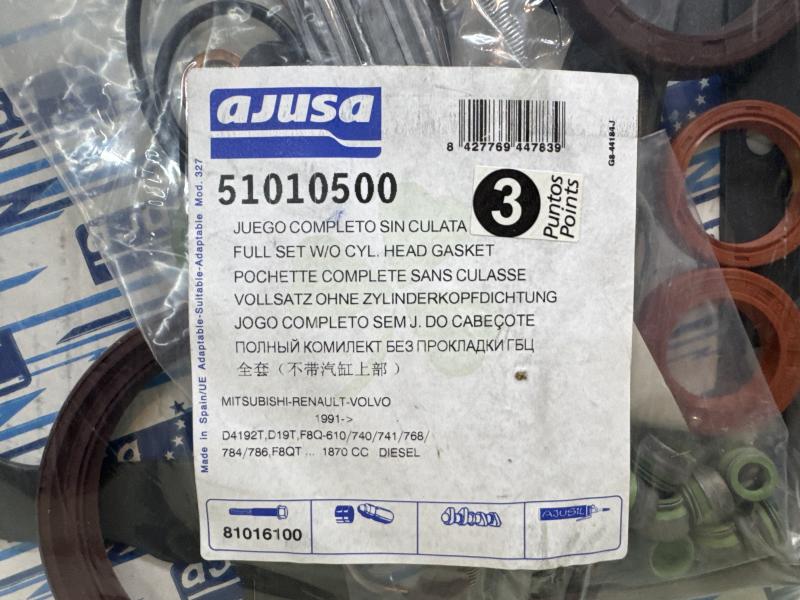 AJUSA
8 427769 447839
G8-44184-J
51010500
3
Puntos
Points
JUEGO COMPLETO SIN CULATA
FULL SET W/O CYL. HEAD GASKET
POCHETTE COMPLETE SANS CULASSE
VOLLSATZ OHNE ZYLINDERKOPFDICHTUNG
JOGO COMPLETO SEM J. DO CABEÇOTE
ПОЛНЫЙ КОМИЛЕКТ БЕЗ ПРОКЛАДКИ ГБЦ
全套（不带汽缸上部）
MITSUBISHI-RENAULT-VOLVO
1991->
D4192T,D19T,F8Q-610/740/741/768/
784/786,F8QT ... 1870 CC DIESEL
Made in Spain/UE Adaptable-Suitable-Adaptable Mod. 327
81016100
AJUSIL